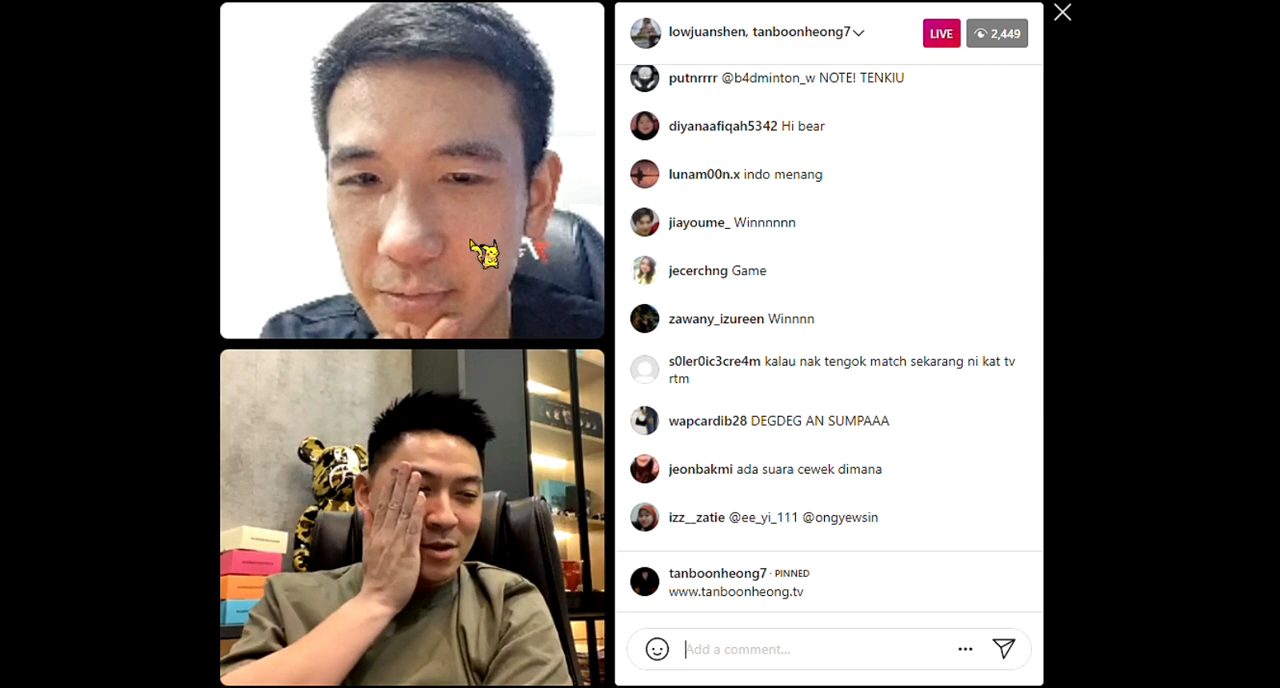 lowjuanshen, tanboonheong7
LIVE
2,449
putnrrrr @b4dminton_w NOTE! TENKIU
diyanaafiqah5342 Hi bear
lunam00n.x indo menang
jiayoume_ Winnnnnn
jecerchng Game
zawany_izureen Winnnn
s0ler0ic3cre4m kalau nak tengok match sekarang ni kat tv
rtm
wapcardib28 DEGDEG AN SUMPAAA
jeonbakmi ada suara cewek dimana
izz__zatie @ee_yi_111 @ongyewsin
tanboonheong7 · PINNED
www.tanboonheong.tv
Add a comment...